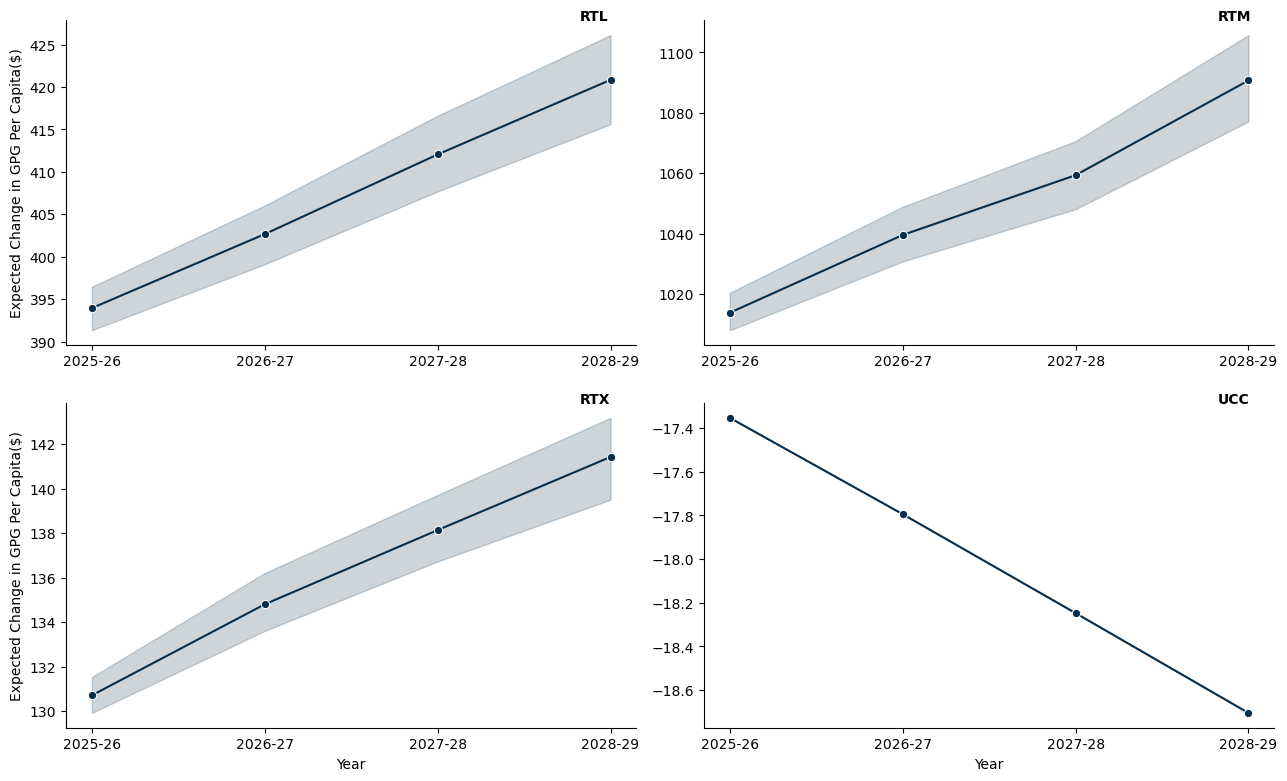 RTL
Expected Change in GPG Per Capita($)
425
420
415
410
405
400
395
390
2025-26 2026-27 2027-28 2028-29
RTM
1100
1080
1060
1040
1020
2025-26 2026-27 2027-28 2028-29
RTX
Expected Change in GPG Per Capita($)
142
140
138
136
134
132
130
2025-26 2026-27 2027-28 2028-29
Year
UCC
−17.4
−17.6
−17.8
−18.0
−18.2
−18.4
−18.6
2025-26 2026-27 2027-28 2028-29
Year